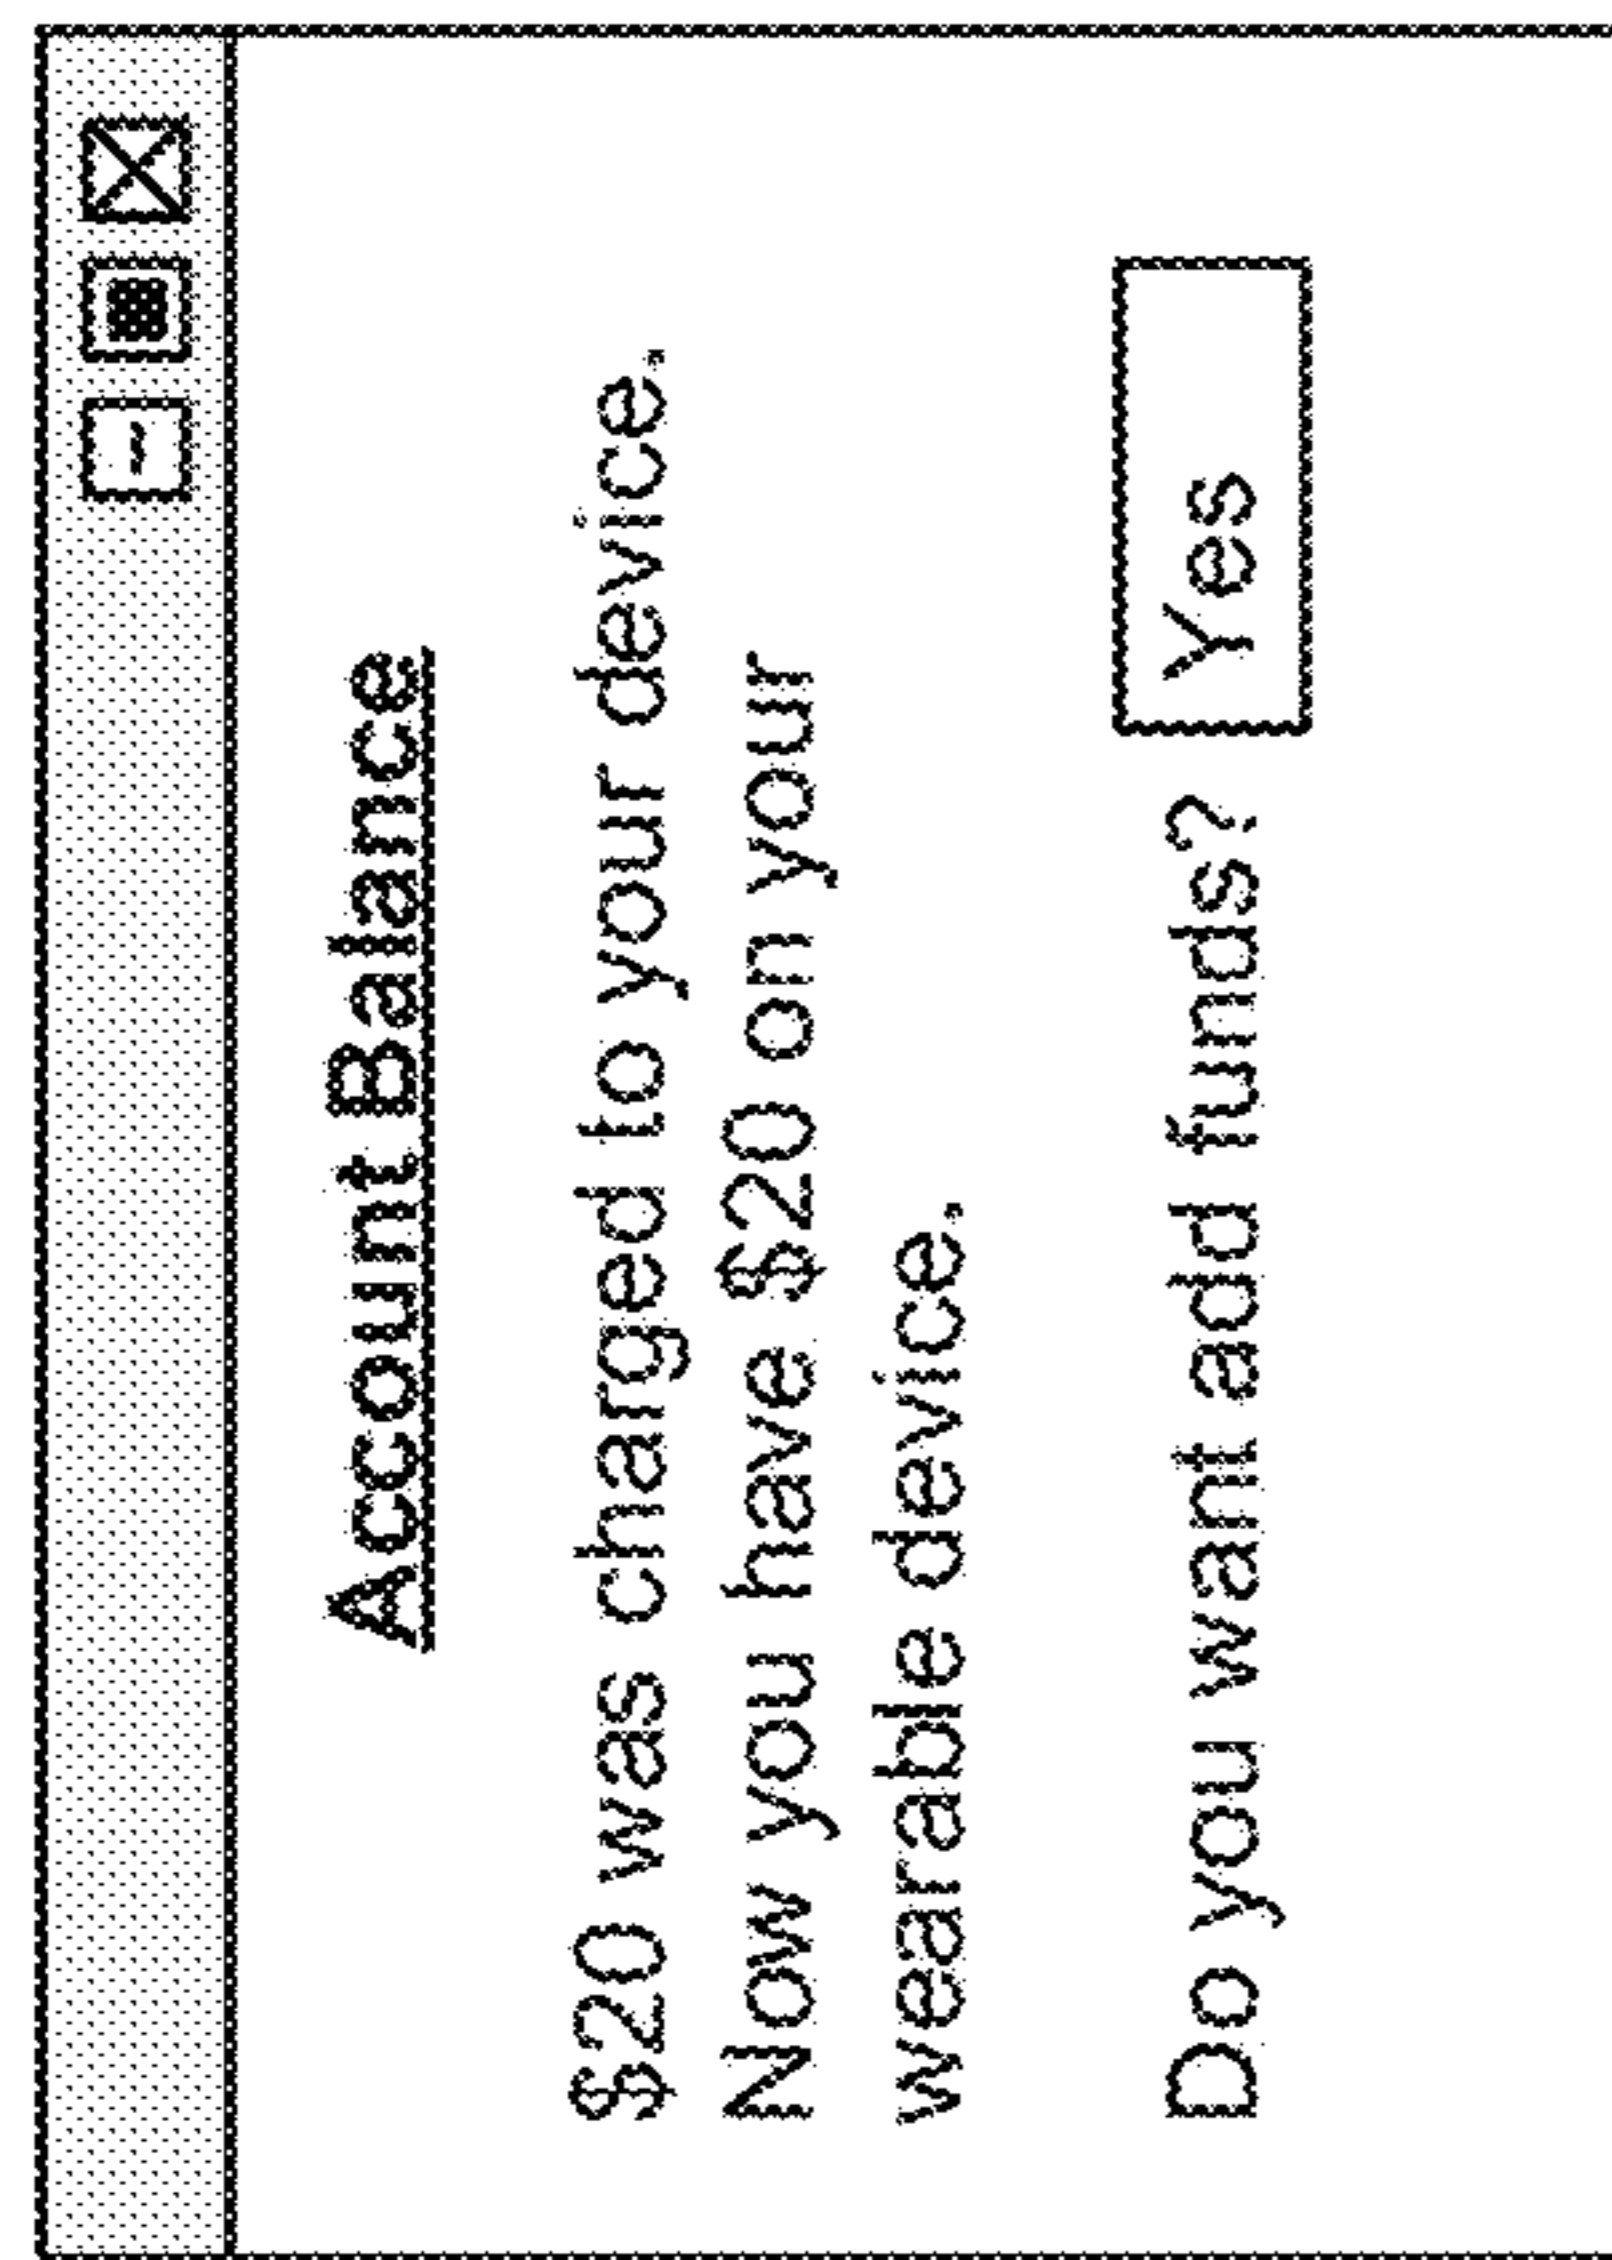 Account Balance
$20 was charged to your device.
Now you have $20 on your
wearable device.
Do you want add funds? Yes